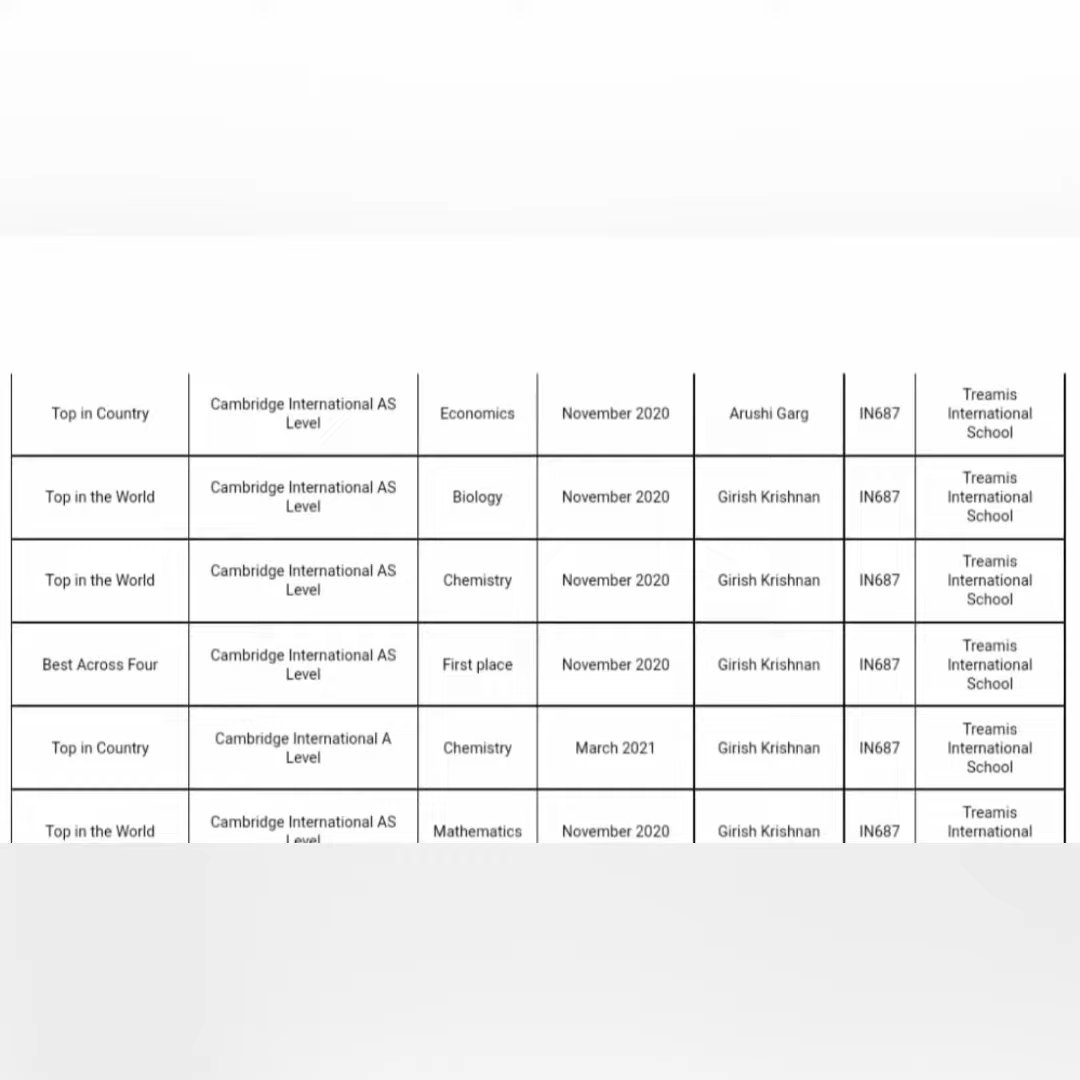 Top in Country | Cambridge International AS Level | Economics | November 2020 | Arushi Garg | IN687 | Treamis International School
Top in the World | Cambridge International AS Level | Biology | November 2020 | Girish Krishnan | IN687 | Treamis International School
Top in the World | Cambridge International AS Level | Chemistry | November 2020 | Girish Krishnan | IN687 | Treamis International School
Best Across Four | Cambridge International AS Level | First place | November 2020 | Girish Krishnan | IN687 | Treamis International School
Top in Country | Cambridge International A Level | Chemistry | March 2021 | Girish Krishnan | IN687 | Treamis International School
Top in the World | Cambridge International AS Level | Mathematics | November 2020 | Girish Krishnan | IN687 | Treamis International